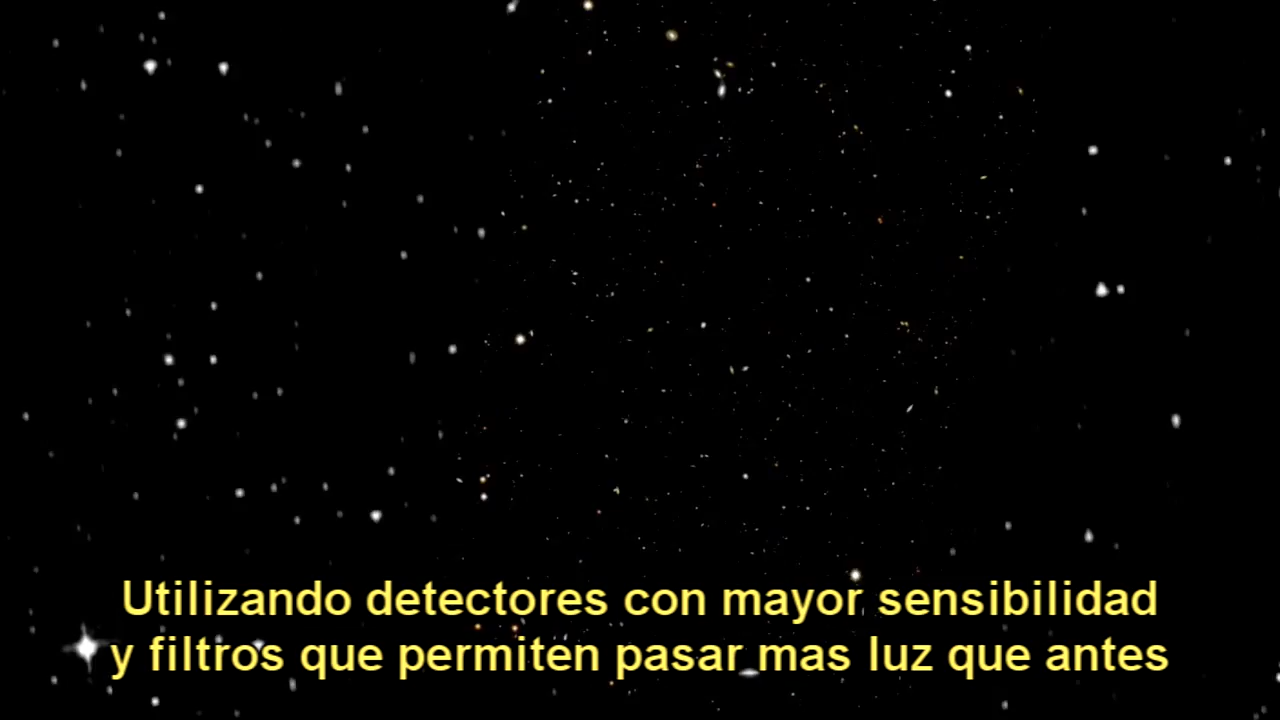 Utilizando detectores con mayor sensibilidad
y filtros que permiten pasar mas luz que antes